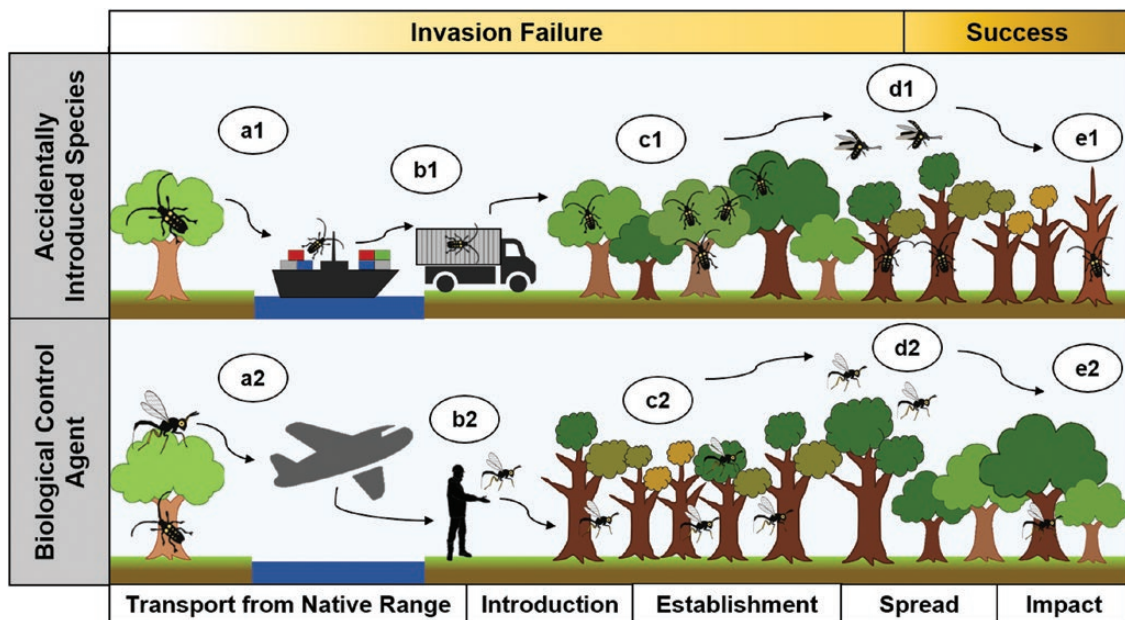 Invasion Failure
Success
Accidentally
Introduced Species
a1
b1
c1
d1
e1
Biological Control
Agent
a2
b2
c2
d2
e2
Transport from Native Range
Introduction
Establishment
Spread
Impact